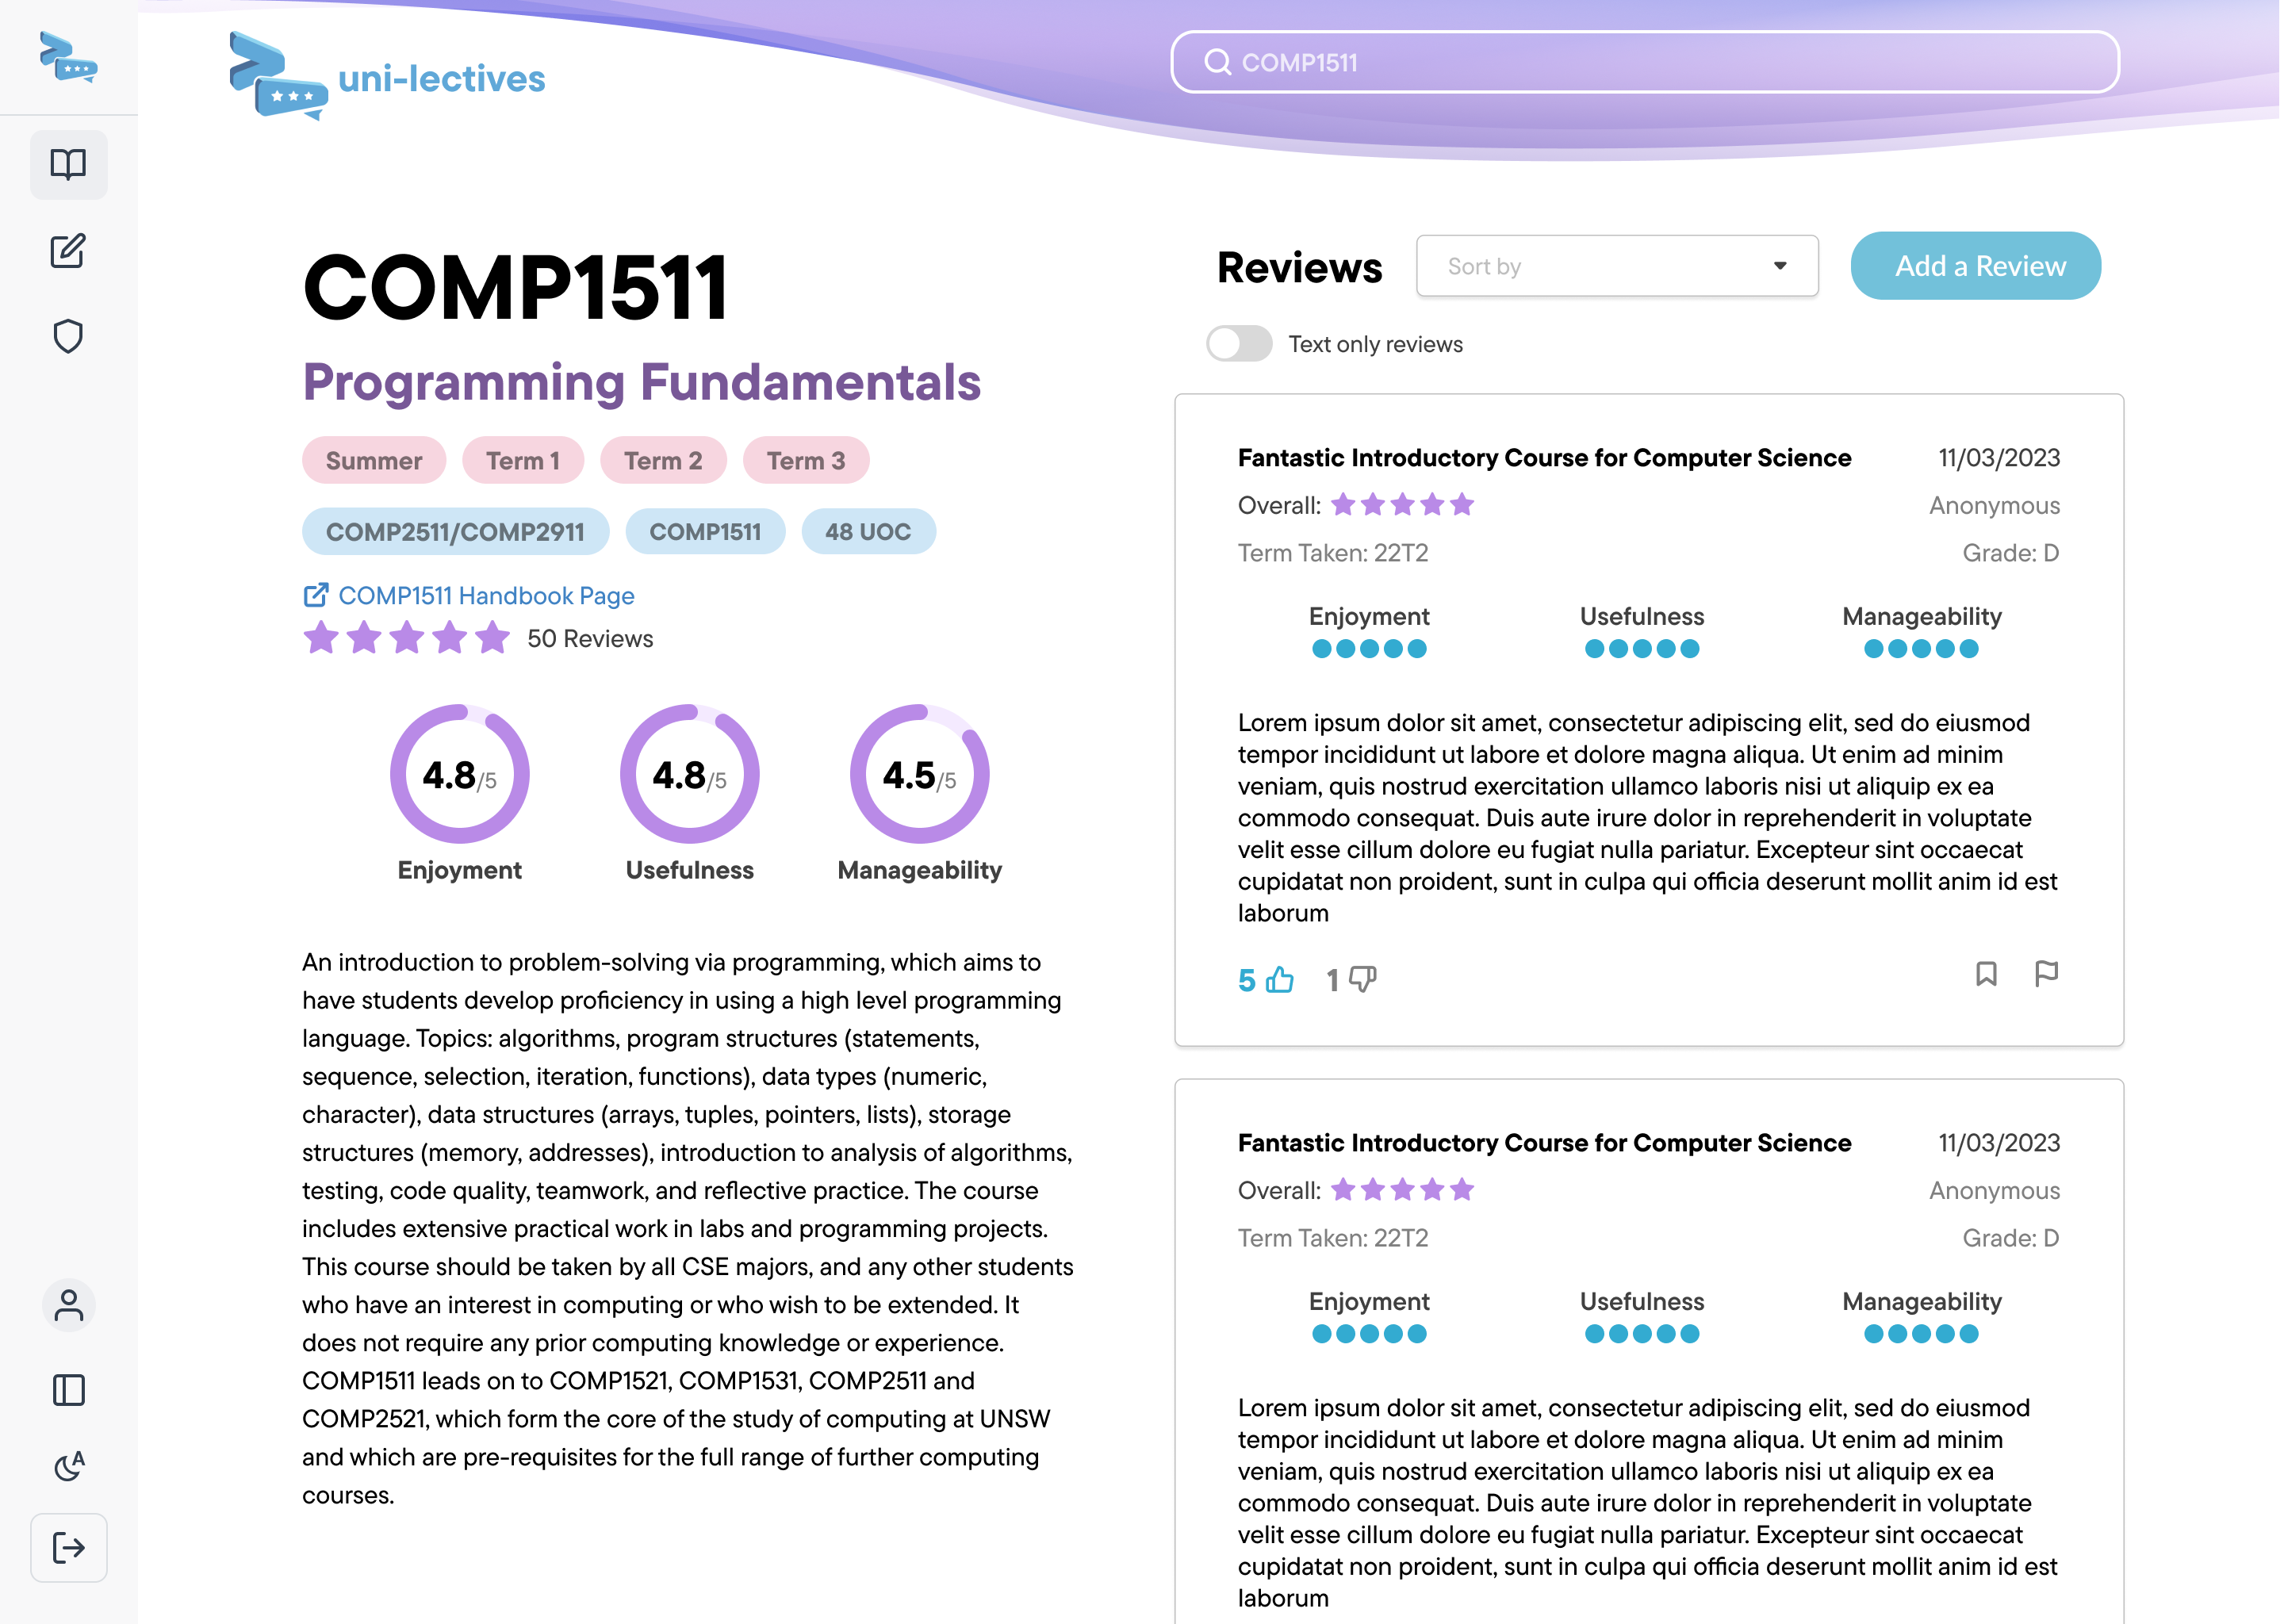 uni-lectives
COMP1511
COMP1511
Programming Fundamentals
Summer Term 1 Term 2 Term 3
COMP2511/COMP2911 COMP1511 48 UOC
COMP1511 Handbook Page
50 Reviews
4.8/5 4.8/5 4.5/5
Enjoyment Usefulness Manageability
An introduction to problem-solving via programming, which aims to
have students develop proficiency in using a high level programming
language. Topics: algorithms, program structures (statements,
sequence, selection, iteration, functions), data types (numeric,
character), data structures (arrays, tuples, pointers, lists), storage
structures (memory, addresses), introduction to analysis of algorithms,
testing, code quality, teamwork, and reflective practice. The course
includes extensive practical work in labs and programming projects.
This course should be taken by all CSE majors, and any other students
who have an interest in computing or who wish to be extended. It
does not require any prior computing knowledge or experience.
COMP1511 leads on to COMP1521, COMP1531, COMP2511 and
COMP2521, which form the core of the study of computing at UNSW
and which are pre-requisites for the full range of further computing
courses.
A
Reviews Sort by Add a Review
Text only reviews
Fantastic Introductory Course for Computer Science 11/03/2023
Overall: Anonymous
Term Taken: 22T2 Grade: D
Enjoyment Usefulness Manageability
Lorem ipsum dolor sit amet, consectetur adipiscing elit, sed do eiusmod
tempor incididunt ut labore et dolore magna aliqua. Ut enim ad minim
veniam, quis nostrud exercitation ullamco laboris nisi ut aliquip ex ea
commodo consequat. Duis aute irure dolor in reprehenderit in voluptate
velit esse cillum dolore eu fugiat nulla pariatur. Excepteur sint occaecat
cupidatat non proident, sunt in culpa qui officia deserunt mollit anim id est
laborum
5 1
Fantastic Introductory Course for Computer Science 11/03/2023
Overall: Anonymous
Term Taken: 22T2 Grade: D
Enjoyment Usefulness Manageability
Lorem ipsum dolor sit amet, consectetur adipiscing elit, sed do eiusmod
tempor incididunt ut labore et dolore magna aliqua. Ut enim ad minim
veniam, quis nostrud exercitation ullamco laboris nisi ut aliquip ex ea
commodo consequat. Duis aute irure dolor in reprehenderit in voluptate
velit esse cillum dolore eu fugiat nulla pariatur. Excepteur sint occaecat
cupidatat non proident, sunt in culpa qui officia deserunt mollit anim id est
laborum